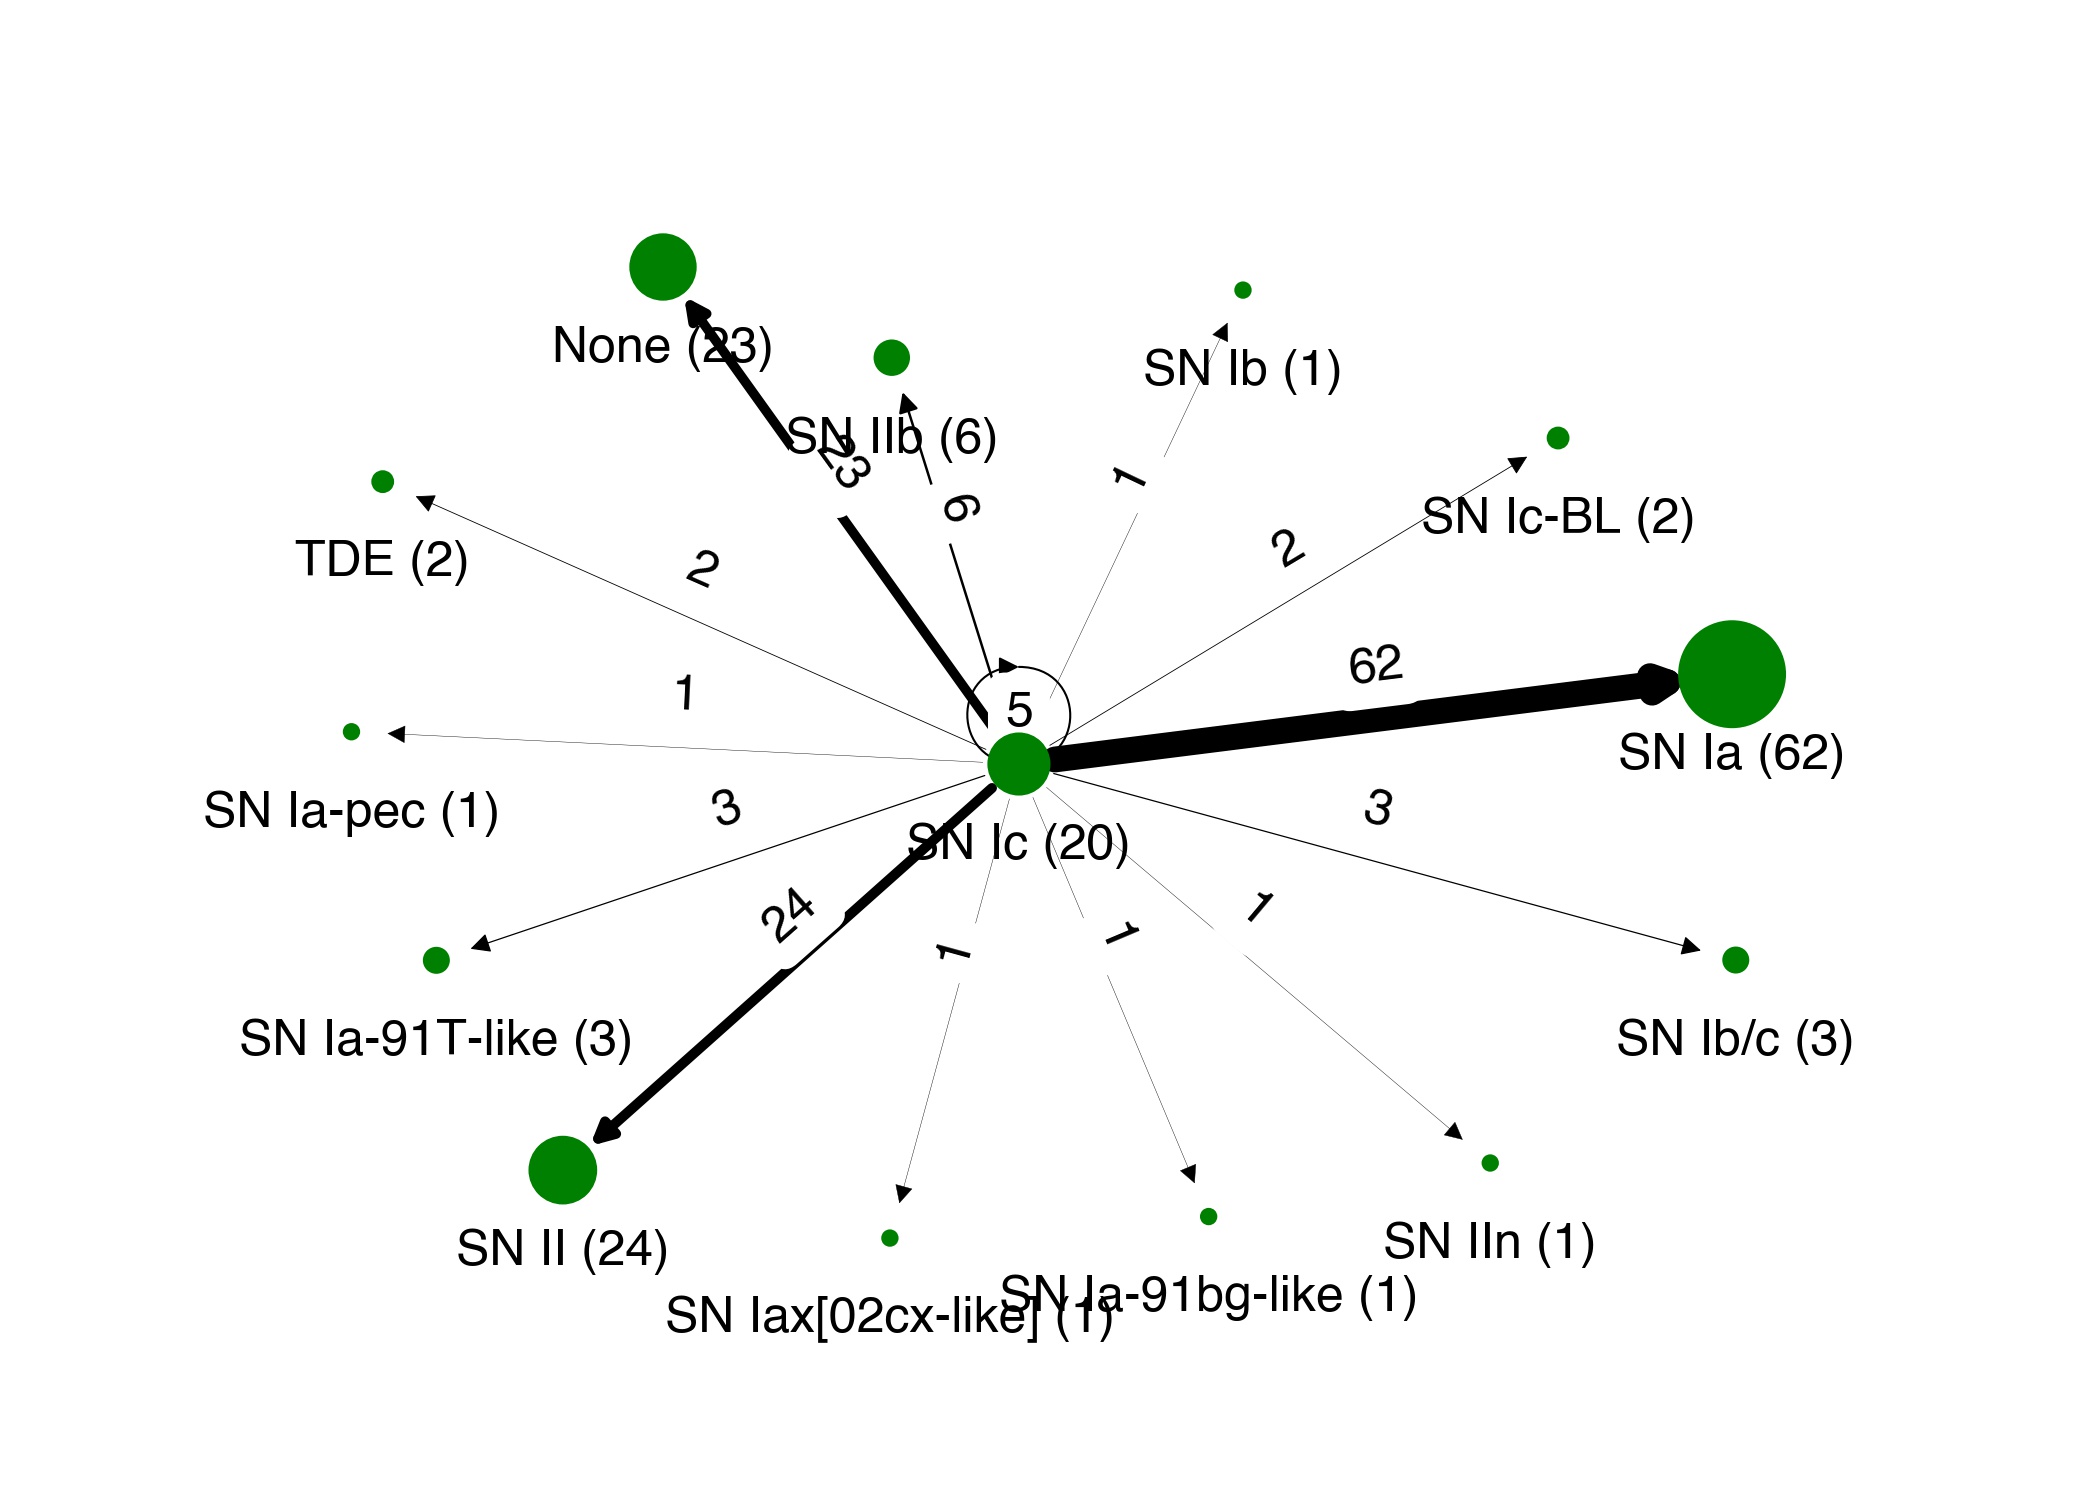 None (23)
SN Ib (1)
SN IIb (6)
23
6
1
SN Ic-BL (2)
2
TDE (2)
2
62
1
5
SN Ia (62)
SN Ia-pec (1)
3
3
SN Ic (20)
24
1
1
1
SN Ia-91T-like (3)
SN Ib/c (3)
SN II (24)
SN IIn (1)
SN Ia-91bg-like (1)
SN Iax[02cx-like] (1)